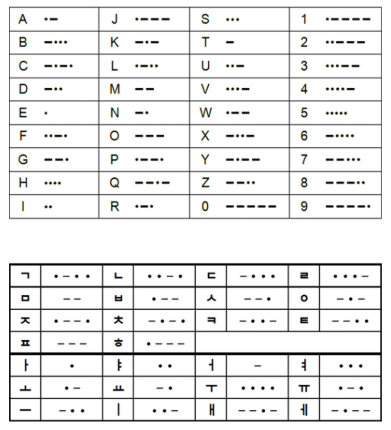 A ·− J ·−−− S ··· 1 ·−−−−
B −··· K −·− T − 2 ··−−−
C −·−· L ·−·· U ··− 3 ···−−
D −·· M −− V ···− 4 ····−
E · N −· W ·−− 5 ·····
F ··−· O −−− X −··− 6 −····
G −−· P ·−−· Y −·−− 7 −−···
H ···· Q −−·− Z −−·· 8 −−−··
I ·· R ·−· 0 −−−−− 9 −−−−·
ㄱ ·−·· ㄴ ··−· ㄷ −··· ㄹ ···−
ㅁ −− ㅂ ·−− ㅅ −−· ㅇ −·−
ㅈ ·−−· ㅊ −·−· ㅋ −··− ㅌ −−··
ㅍ −−− ㅎ ·−−−
ㅏ · ㅑ ·· ㅓ − ㅕ ···
ㅗ ·− ㅛ −· ㅜ ···· ㅠ ·−·
ㅡ −·· ㅣ ··− ㅐ −−·− ㅔ −·−−